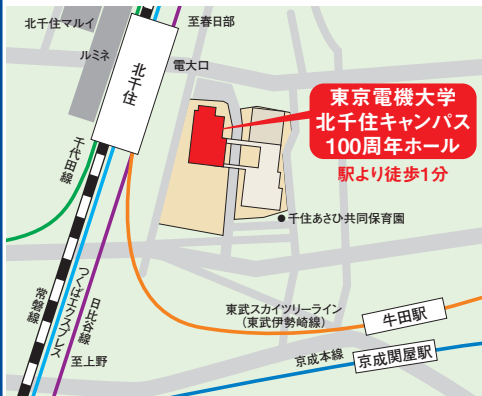 北千住マルイ
至春日部
ルミネ
電大口
北千住
東京電機大学
北千住キャンパス
100周年ホール
駅より徒歩1分
千代田線
千住あさひ共同保育園
東武スカイツリーライン
(東武伊勢崎線)
牛田駅
日比谷線
つくばエクスプレス
常磐線
至上野
京成本線
京成関屋駅